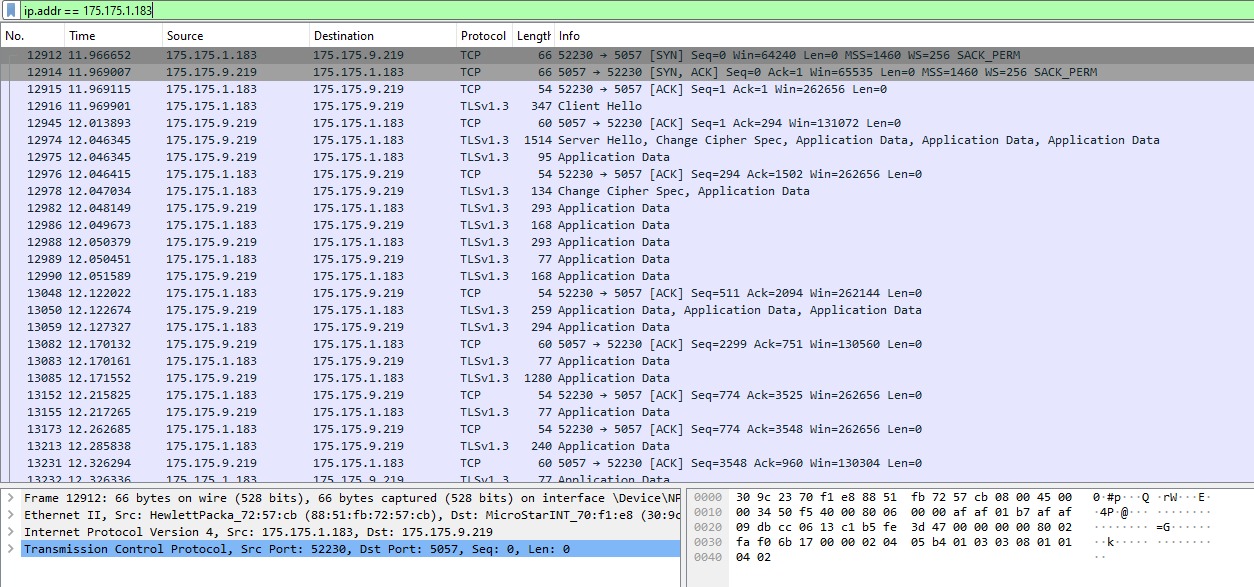 ip.addr == 175.175.1.183
No. Time Source Destination Protocol Length Info
12912 11.966652 175.175.1.183 175.175.9.219 TCP 66 52230 → 5057 [SYN] Seq=0 Win=64240 Len=0 MSS=1460 WS=256 SACK_PERM
12914 11.969007 175.175.9.219 175.175.1.183 TCP 66 5057 → 52230 [SYN, ACK] Seq=0 Ack=1 Win=65535 Len=0 MSS=1460 WS=256 SACK_PERM
12915 11.969115 175.175.1.183 175.175.9.219 TCP 54 52230 → 5057 [ACK] Seq=1 Ack=1 Win=262656 Len=0
12916 11.969901 175.175.1.183 175.175.9.219 TLSv1.3 347 Client Hello
12945 12.013893 175.175.9.219 175.175.1.183 TCP 60 5057 → 52230 [ACK] Seq=1 Ack=294 Win=131072 Len=0
12974 12.046345 175.175.9.219 175.175.1.183 TLSv1.3 1514 Server Hello, Change Cipher Spec, Application Data, Application Data, Application Data
12975 12.046345 175.175.9.219 175.175.1.183 TLSv1.3 95 Application Data
12976 12.046415 175.175.1.183 175.175.9.219 TCP 54 52230 → 5057 [ACK] Seq=294 Ack=1502 Win=262656 Len=0
12978 12.047034 175.175.1.183 175.175.9.219 TLSv1.3 134 Change Cipher Spec, Application Data
12982 12.048149 175.175.9.219 175.175.1.183 TLSv1.3 293 Application Data
12986 12.049673 175.175.1.183 175.175.9.219 TLSv1.3 168 Application Data
12988 12.050379 175.175.9.219 175.175.1.183 TLSv1.3 293 Application Data
12989 12.050451 175.175.1.183 175.175.9.219 TLSv1.3 77 Application Data
12990 12.051589 175.175.9.219 175.175.1.183 TLSv1.3 168 Application Data
13048 12.122022 175.175.1.183 175.175.9.219 TCP 54 52230 → 5057 [ACK] Seq=511 Ack=2094 Win=262144 Len=0
13050 12.122674 175.175.9.219 175.175.1.183 TLSv1.3 259 Application Data, Application Data, Application Data
13059 12.127327 175.175.1.183 175.175.9.219 TLSv1.3 294 Application Data
13082 12.170132 175.175.9.219 175.175.1.183 TCP 60 5057 → 52230 [ACK] Seq=2299 Ack=751 Win=130560 Len=0
13083 12.170161 175.175.1.183 175.175.9.219 TLSv1.3 77 Application Data
13085 12.171552 175.175.9.219 175.175.1.183 TLSv1.3 1280 Application Data
13152 12.215825 175.175.1.183 175.175.9.219 TCP 54 52230 → 5057 [ACK] Seq=774 Ack=3525 Win=262656 Len=0
13155 12.217265 175.175.9.219 175.175.1.183 TLSv1.3 77 Application Data
13173 12.262685 175.175.1.183 175.175.9.219 TCP 54 52230 → 5057 [ACK] Seq=774 Ack=3548 Win=262656 Len=0
13213 12.285838 175.175.1.183 175.175.9.219 TLSv1.3 240 Application Data
13231 12.326294 175.175.9.219 175.175.1.183 TCP 60 5057 → 52230 [ACK] Seq=3548 Ack=960 Win=130304 Len=0
13232 12.326336 175.175.1.183 175.175.9.219 TLSv1.3 77 Application Data
Frame 12912: 66 bytes on wire (528 bits), 66 bytes captured (528 bits) on interface \Device\NP
Ethernet II, Src: HewlettPacka_72:57:cb (88:51:fb:72:57:cb), Dst: MicroStarINT_70:f1:e8 (30:9c
Internet Protocol Version 4, Src: 175.175.1.183, Dst: 175.175.9.219
Transmission Control Protocol, Src Port: 52230, Dst Port: 5057, Seq: 0, Len: 0
0000 30 9c 23 70 f1 e8 88 51 fb 72 57 cb 08 00 45 00 0·#p···Q ·rW···E·
0010 00 34 50 f5 40 00 80 06 00 00 af af 01 b7 af af ·4P·@··· ········
0020 09 db cc 06 13 c1 b5 fe 3d 47 00 00 00 00 80 02 ········ =G······
0030 fa f0 6b 17 00 00 02 04 05 b4 01 03 03 08 01 01 ··k····· ········
0040 04 02 ··